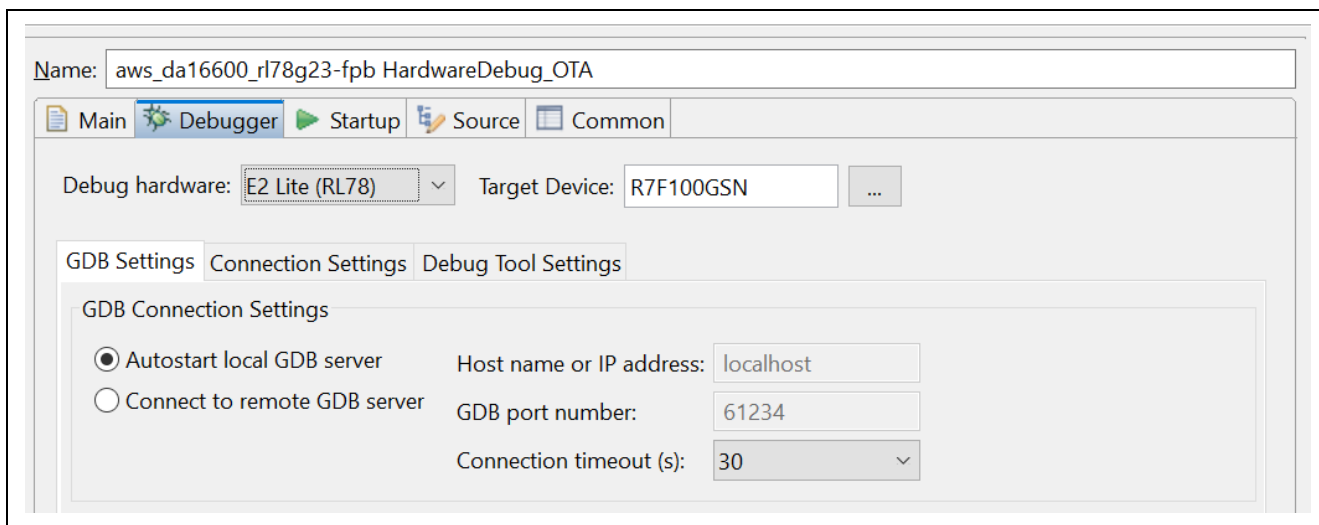 Name: aws_da16600_rl78g23-fpb HardwareDebug_OTA
Main Debugger Startup Source Common
Debug hardware: E2 Lite (RL78) Target Device: R7F100GSN ...
GDB Settings Connection Settings Debug Tool Settings
GDB Connection Settings
Autostart local GDB server Host name or IP address: localhost
Connect to remote GDB server GDB port number: 61234
Connection timeout (s): 30